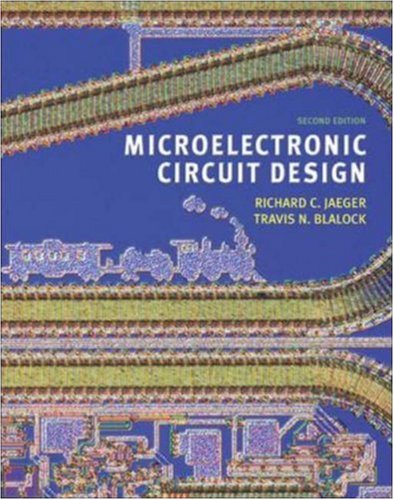 SECOND EDITION
MICROELECTRONIC
CIRCUIT DESIGN
RICHARD C. JAEGER
TRAVIS N. BLALOCK